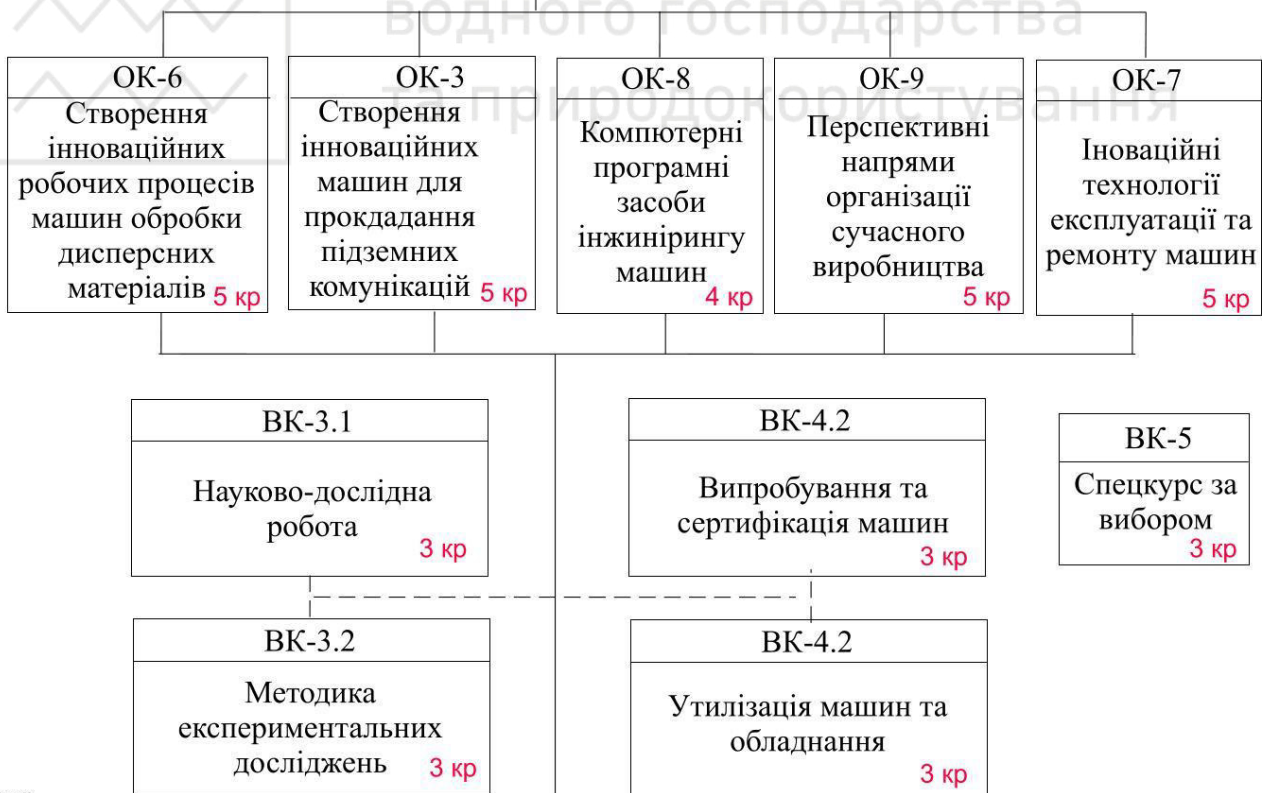 водного господарства
та природокористування
ОК-6
Створення
інноваційних
робочих процесів
машин обробки
дисперсних
матеріалів 5 кр
ОК-3
Створення
інноваційних
машин для
прокдадання
підземних
комунікацій 5 кр
ОК-8
Компютерні
програмні
засоби
інжинірингу
машин
4 кр
ОК-9
Перспективні
напрями
організації
сучасного
виробництва
5 кр
ОК-7
Іноваційні
технології
експлуатації та
ремонту машин
5 кр
ВК-3.1
Науково-дослідна
робота
3 кр
ВК-4.2
Випробування та
сертифікація машин
3 кр
ВК-5
Спецкурс за
вибором
3 кр
ВК-3.2
Методика
експериментальних
досліджень 3 кр
ВК-4.2
Утилізація машин та
обладнання
3 кр